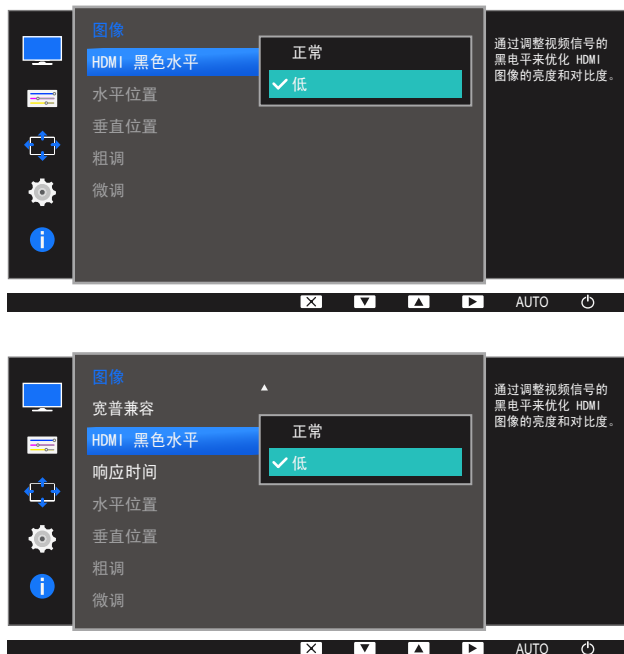 图像
HDMI 黑色水平
水平位置
垂直位置
粗调
微调
正常
低
通过调整视频信号的
黑电平来优化 HDMI
图像的亮度和对比度。
AUTO
图像
宽普兼容
HDMI 黑色水平
响应时间
水平位置
垂直位置
粗调
微调
正常
低
通过调整视频信号的
黑电平来优化 HDMI
图像的亮度和对比度。
AUTO